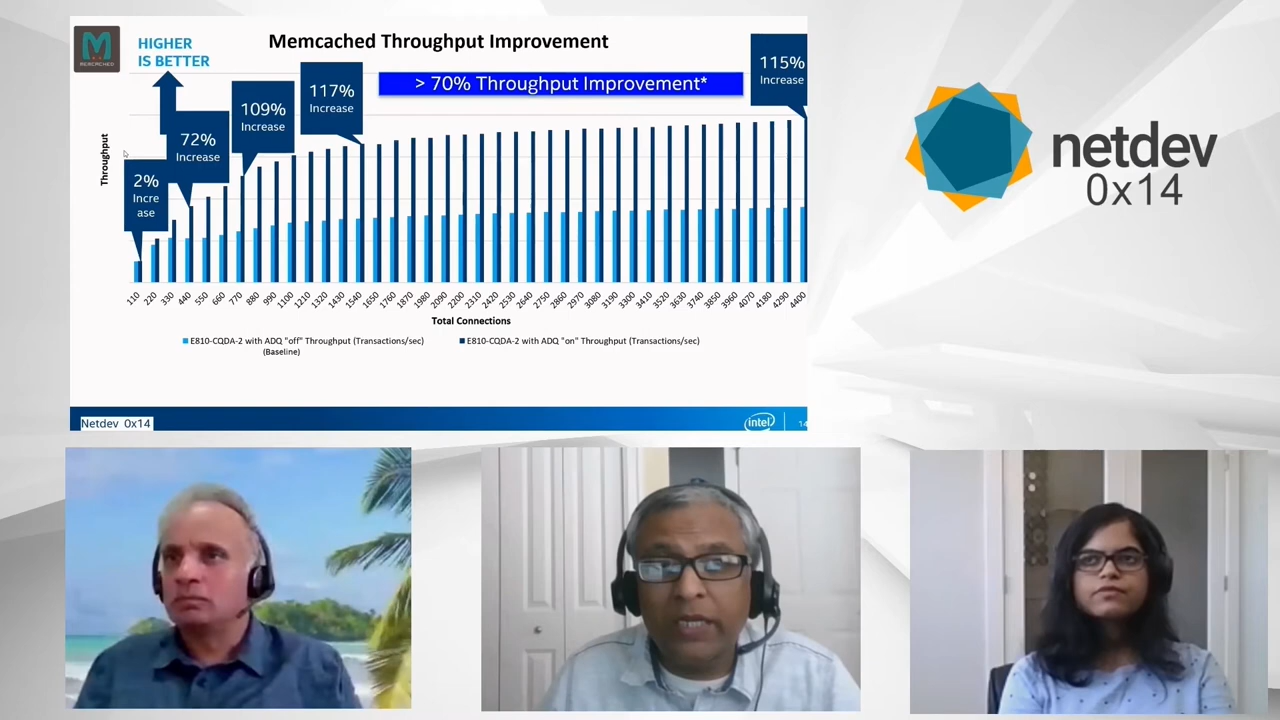 MEMCACHED
HIGHER
IS BETTER
Memcached Throughput Improvement
> 70% Throughput Improvement*
115%
Increase
117%
Increase
109%
Increase
72%
Increase
2%
Incre
ase
Throughput
110 220 330 440 550 660 770 880 990 1100 1210 1320 1430 1540 1650 1760 1870 1980 2090 2200 2310 2420 2530 2640 2750 2860 2970 3080 3190 3300 3410 3520 3630 3740 3850 3960 4070 4180 4290 4400
Total Connections
E810-CQDA-2 with ADQ "off" Throughput (Transactions/sec)
(Baseline)
E810-CQDA-2 with ADQ "on" Throughput (Transactions/sec)
Netdev 0x14
intel
14
netdev
0x14